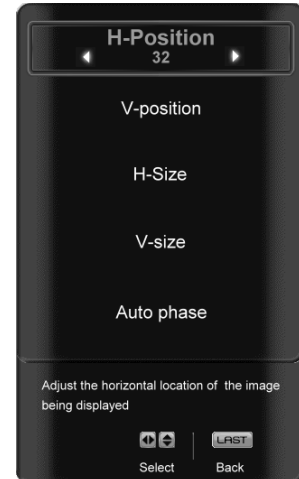 H-Position
32
V-position
H-Size
V-size
Auto phase
Adjust the horizontal location of the image
being displayed
LAST
Select Back